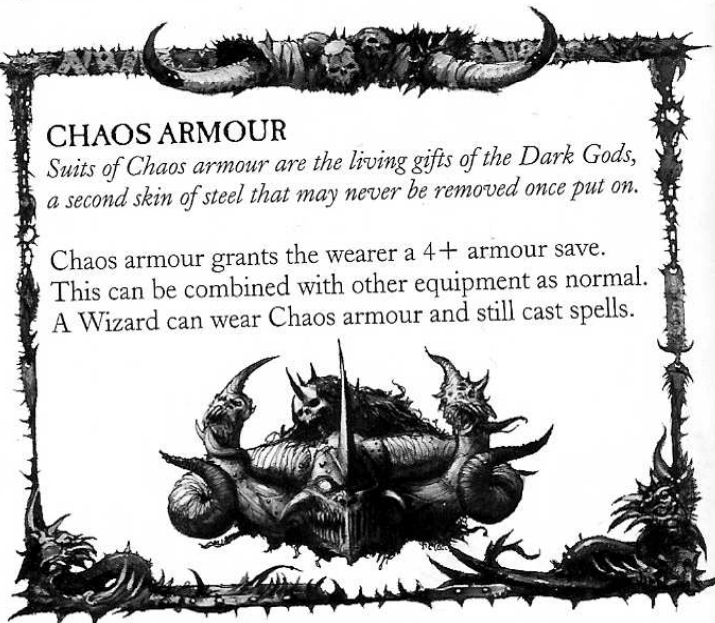 CHAOS ARMOUR
Suits of Chaos armour are the living gifts of the Dark Gods,
a second skin of steel that may never be removed once put on.
Chaos armour grants the wearer a 4+ armour save.
This can be combined with other equipment as normal.
A Wizard can wear Chaos armour and still cast spells.